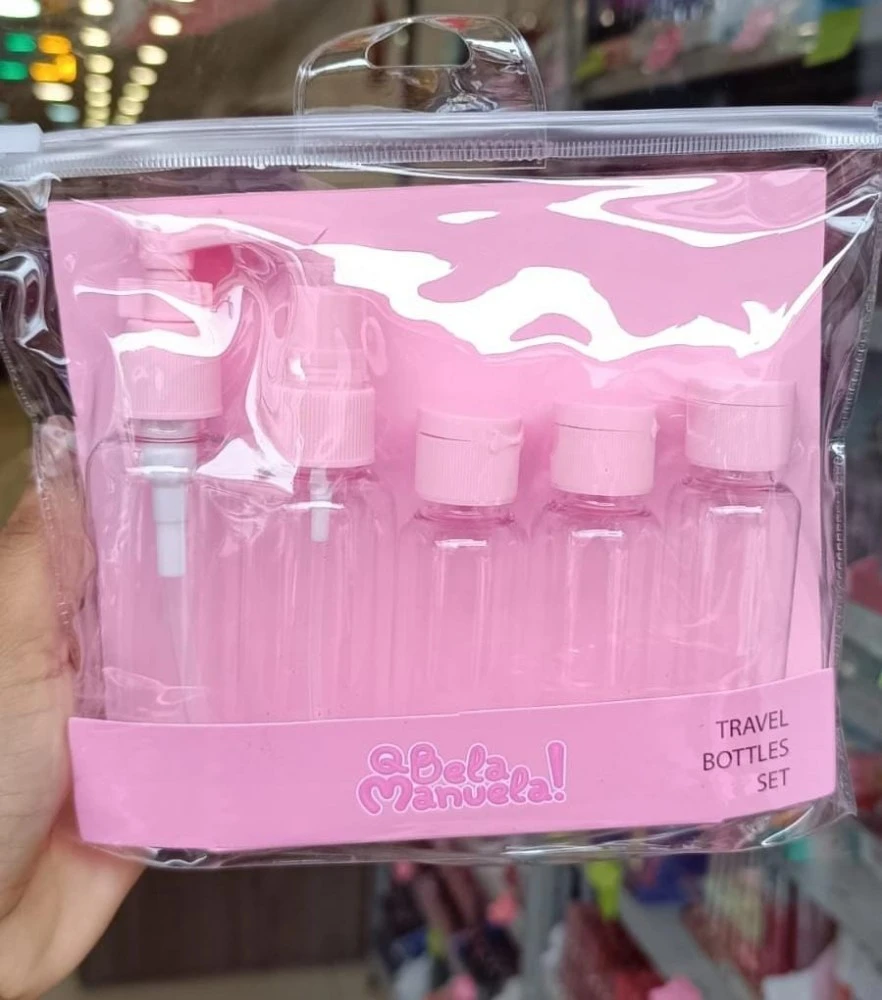 QBela
Manuela!
TRAVEL
BOTTLES
SET